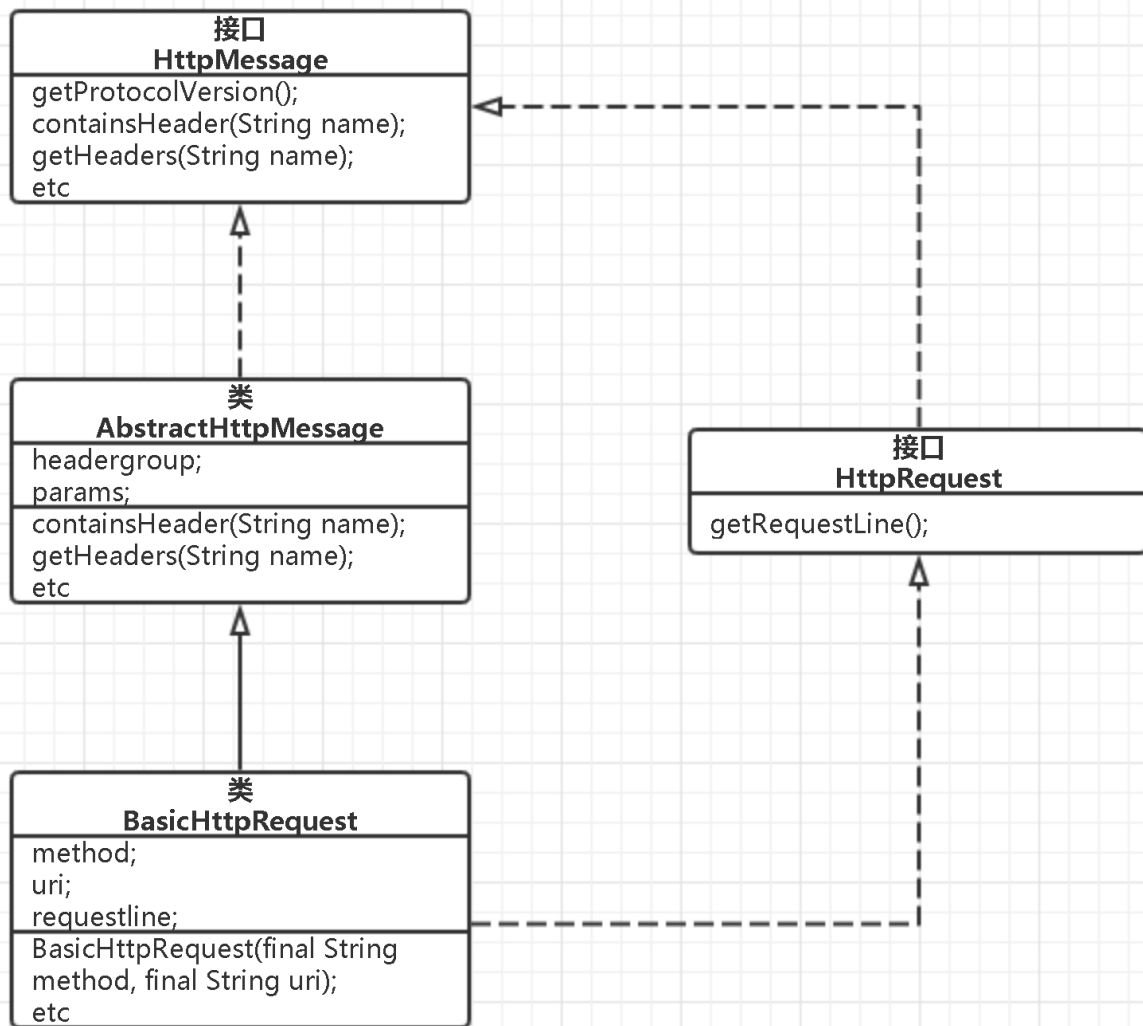 接口
HttpMessage
getProtocolVersion();
containsHeader(String name);
getHeaders(String name);
etc
类
AbstractHttpMessage
headergroup;
params;
containsHeader(String name);
getHeaders(String name);
etc
接口
HttpRequest
getRequestLine();
类
BasicHttpRequest
method;
uri;
requestline;
BasicHttpRequest(final String
method, final String uri);
etc